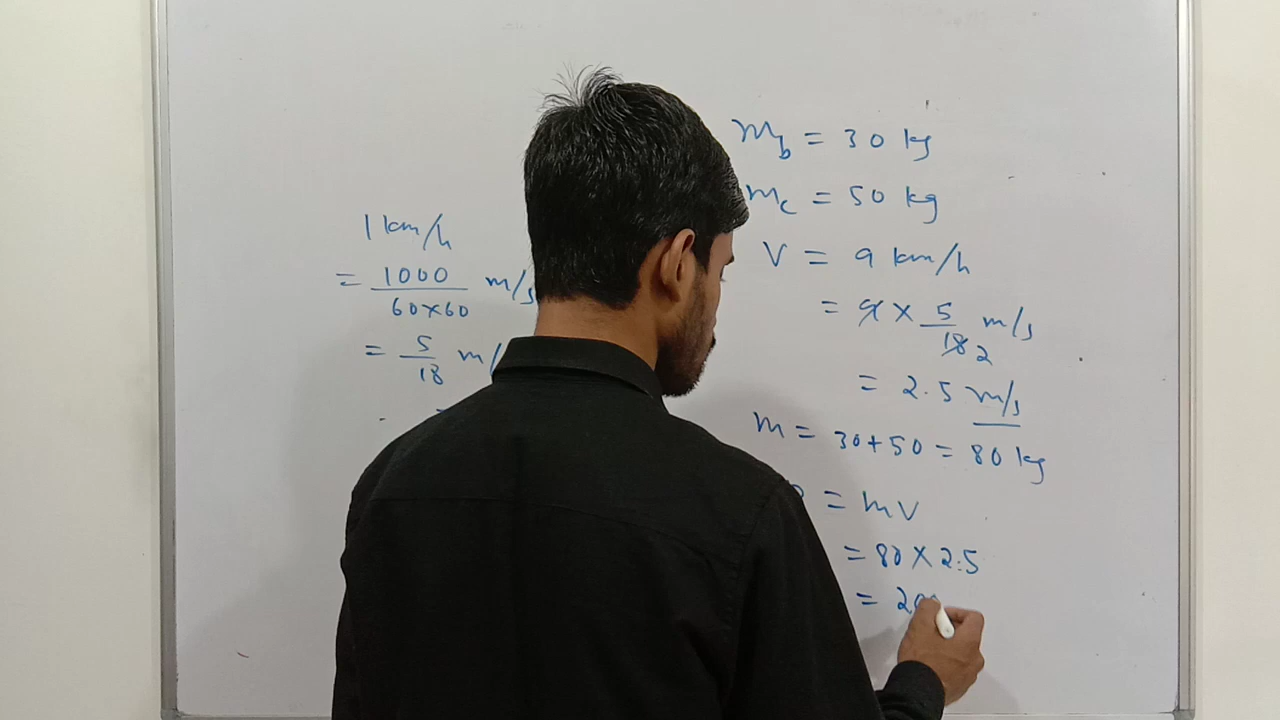 1 km/h
= 1000/60×60 m/s
= 5/18 m/
m_b = 30 kg
m_c = 50 kg
V = 9 km/h
= 9 × 5/18 2 m/s
= 2.5 m/s
m = 30+50 = 80 kg
= mv
= 80 × 2.5
= 200